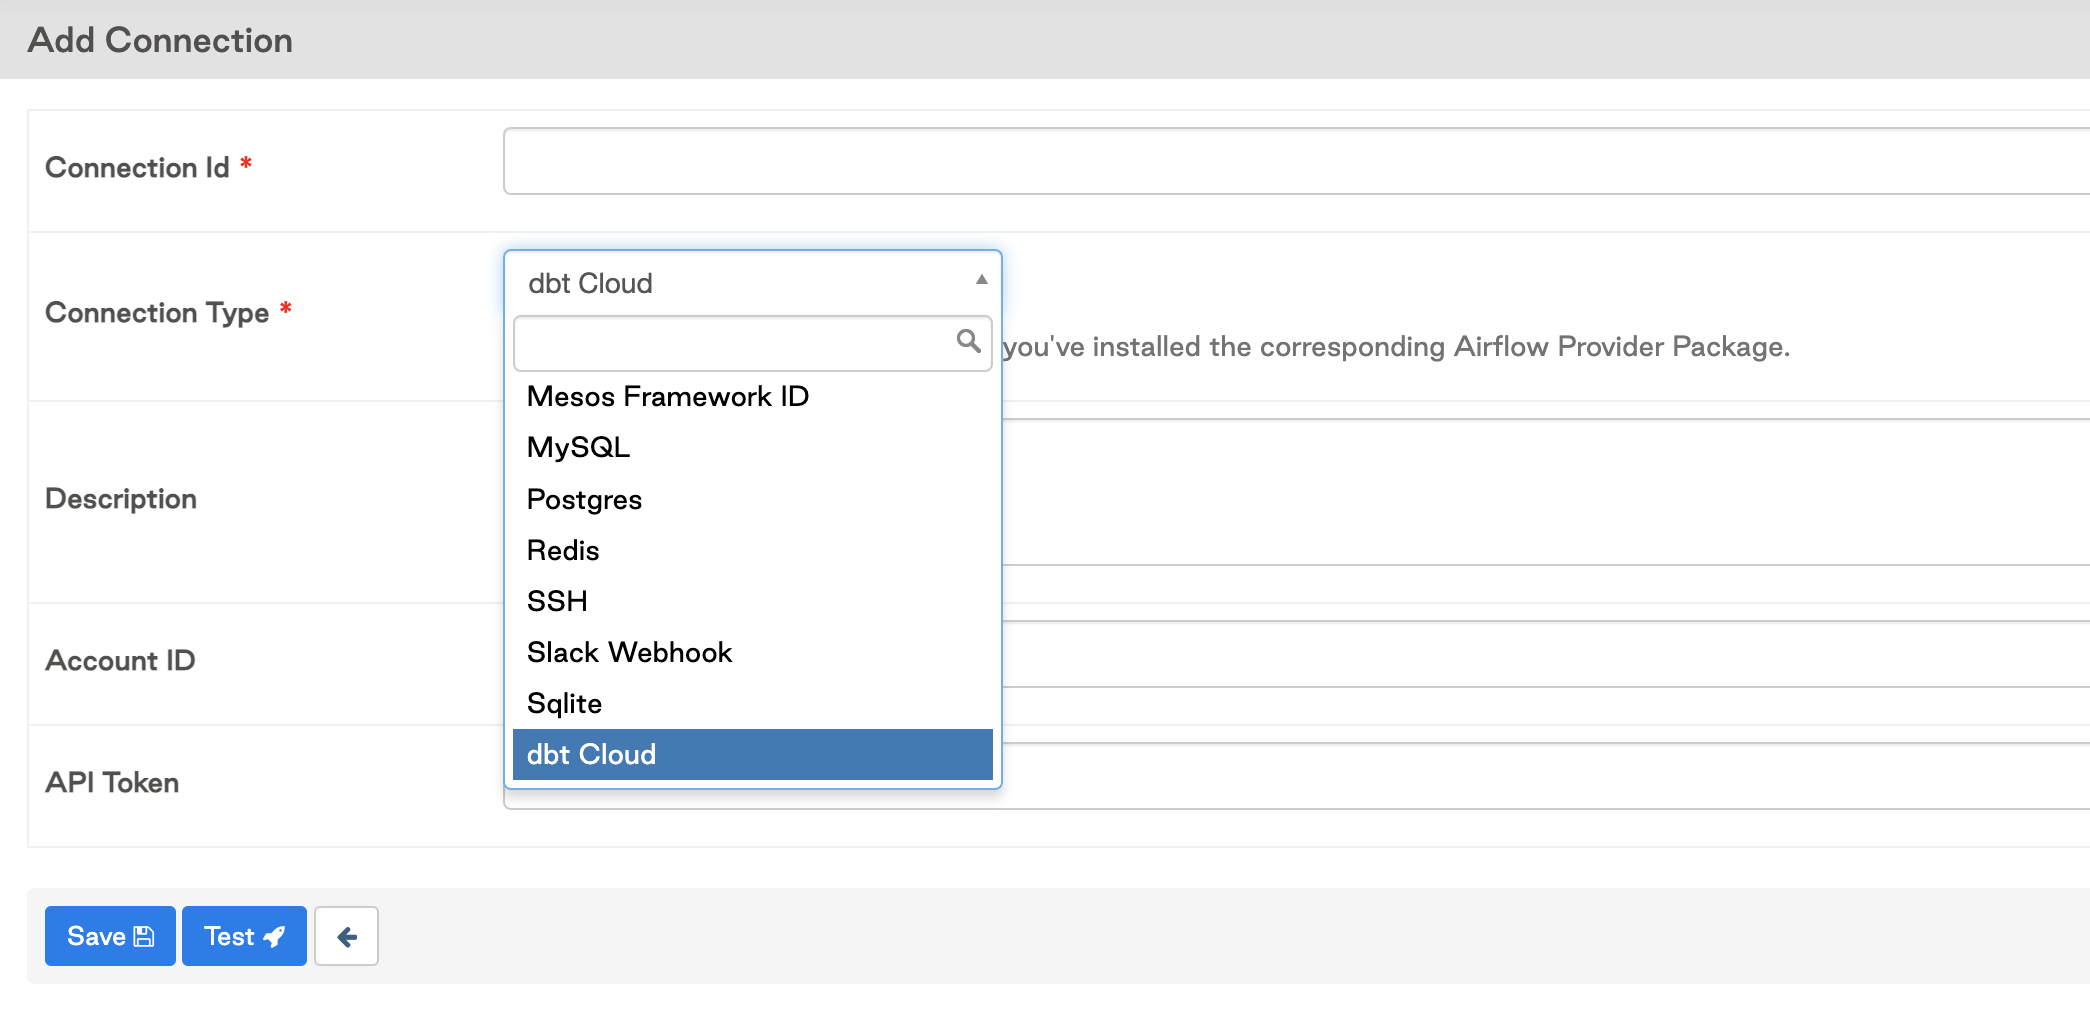 Add Connection
Connection Id *
Connection Type *
dbt Cloud
you've installed the corresponding Airflow Provider Package.
Mesos Framework ID
MySQL
Postgres
Redis
SSH
Slack Webhook
Sqlite
dbt Cloud
Description
Account ID
API Token
Save
Test